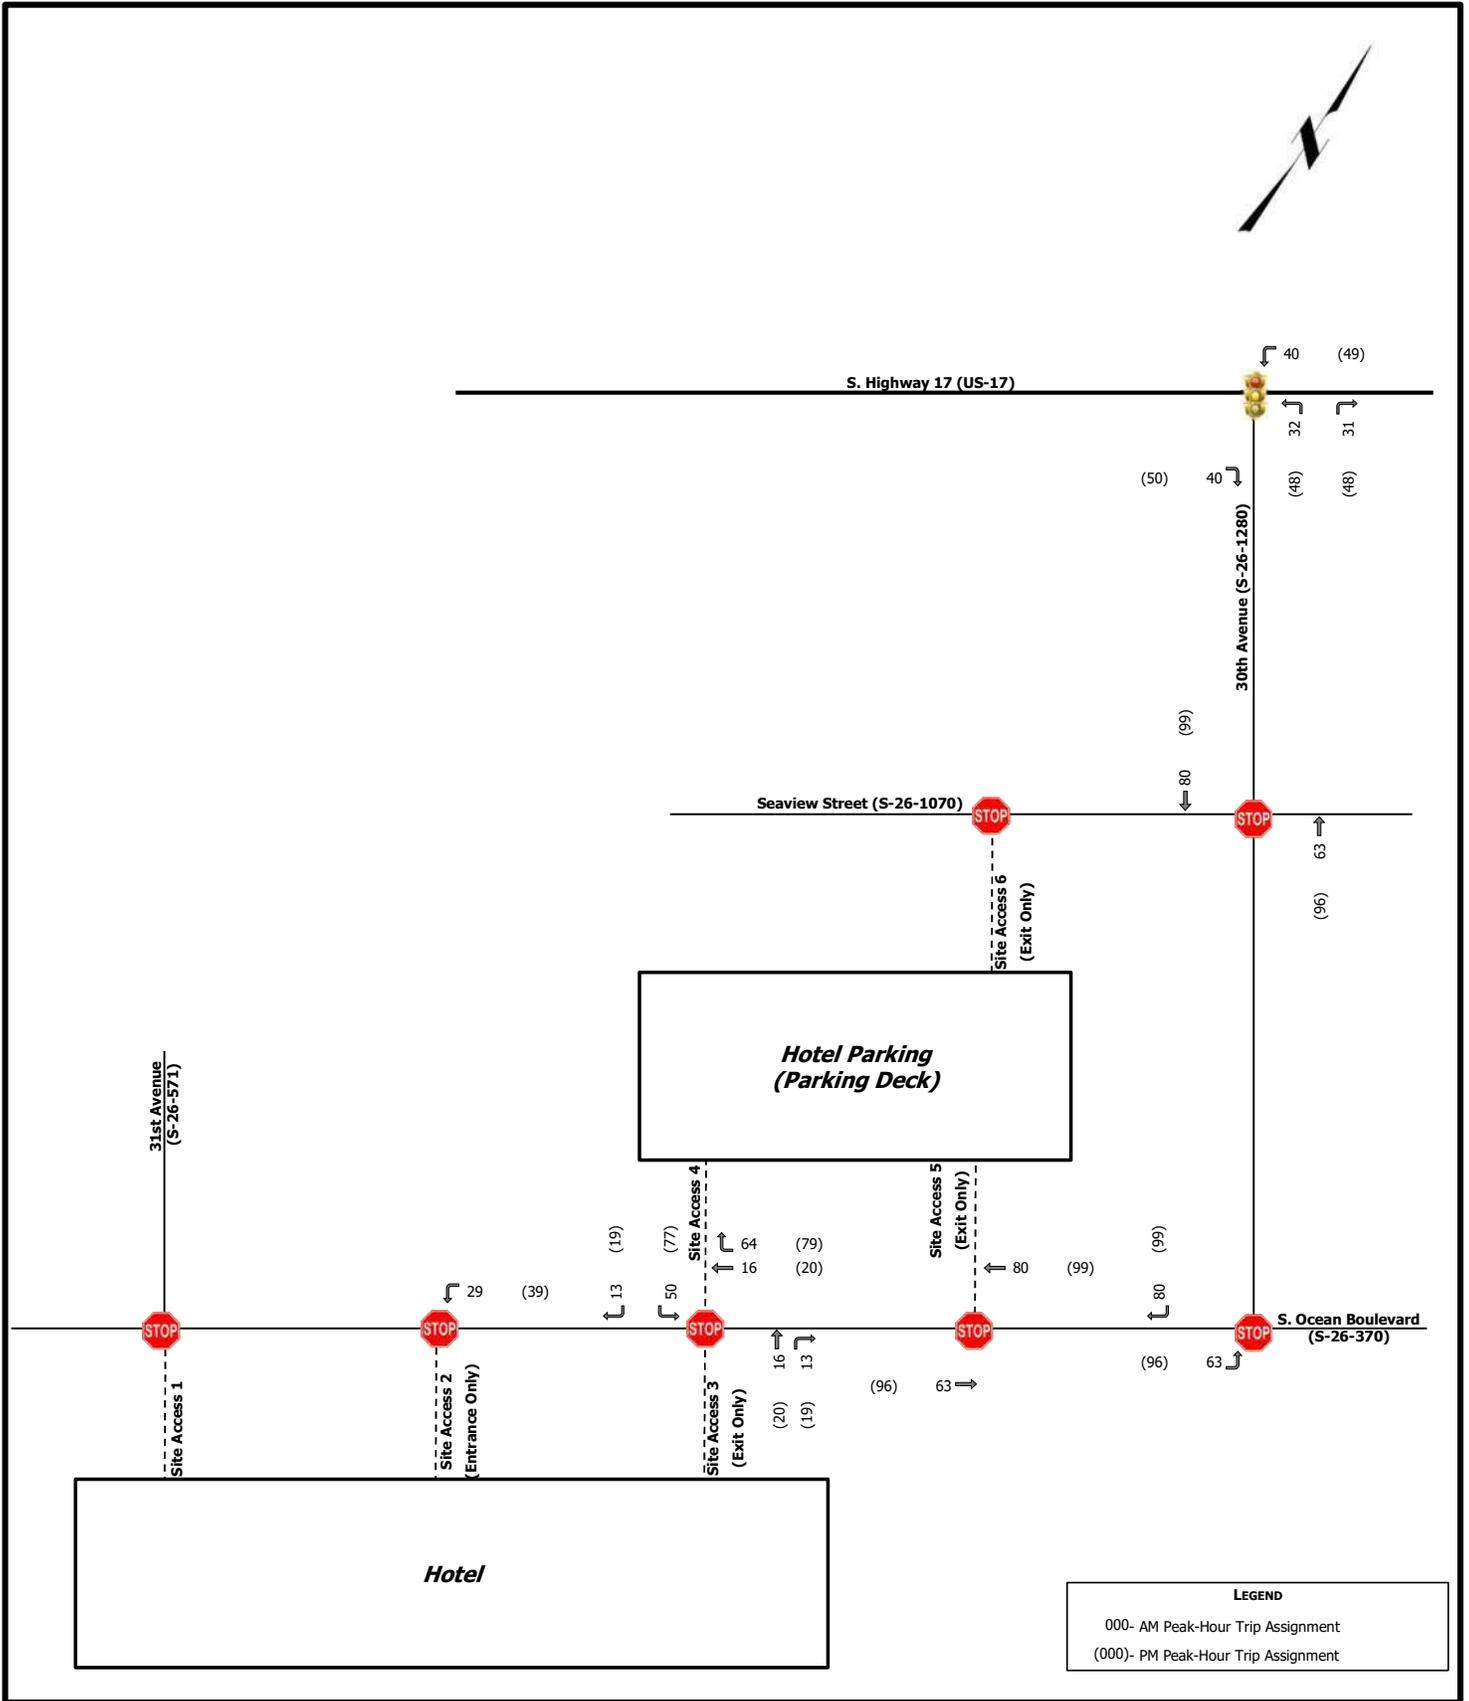 40 (49)
S. Highway 17 (US-17)
32
31
(50) 40
(48)
(48)
30th Avenue (S-26-1280)
(99)
80
Seaview Street (S-26-1070)
STOP
STOP
63
(96)
Site Access 6
(Exit Only)
Hotel Parking
(Parking Deck)
31st Avenue
(S-26-571)
Site Access 4
Site Access 5
(Exit Only)
(19)
(77)
64 (79)
16 (20)
80 (99)
(99)
29 (39)
13
50
80
STOP
STOP
STOP
STOP
STOP
S. Ocean Boulevard
(S-26-370)
16
13
(96) 63
(96) 63
(20)
(19)
Site Access 1
Site Access 2
(Entrance Only)
Site Access 3
(Exit Only)
Hotel
LEGEND
000- AM Peak-Hour Trip Assignment
(000)- PM Peak-Hour Trip Assignment